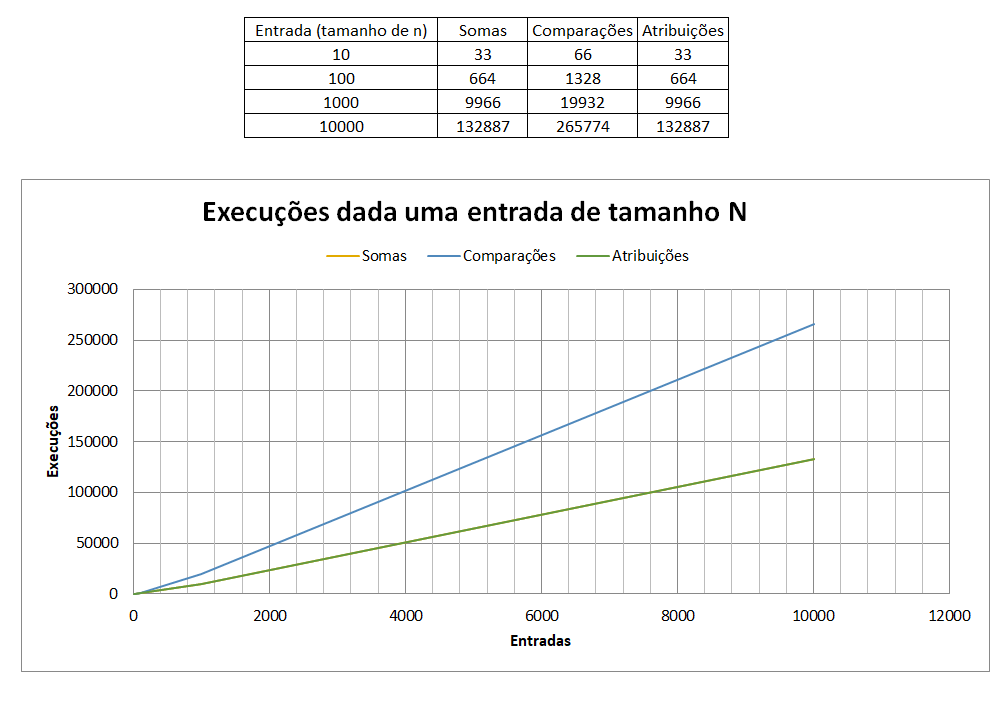 Entrada (tamanho de n) Somas Comparações Atribuições
10 33 66 33
100 664 1328 664
1000 9966 19932 9966
10000 132887 265774 132887
Execuções dada uma entrada de tamanho N
Somas Comparações Atribuições
300000
250000
200000
150000
100000
50000
0
Execuções
0 2000 4000 6000 8000 10000 12000
Entradas